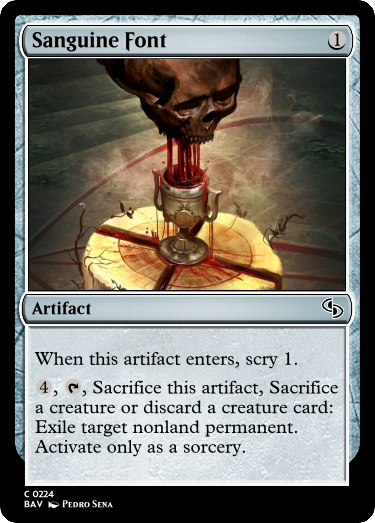 Sanguine Font 1
Artifact
When this artifact enters, scry 1.
4, , Sacrifice this artifact, Sacrifice
a creature or discard a creature card:
Exile target nonland permanent.
Activate only as a sorcery.
C 0224
BAV Pedro Sena